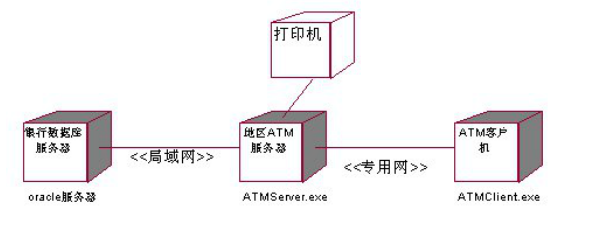 打印机
银行数据库
服务器
<<局域网>>
地区ATM
服务器
<<专用网>>
ATM客户
机
oracle服务器
ATMServer.exe
ATMClient.exe